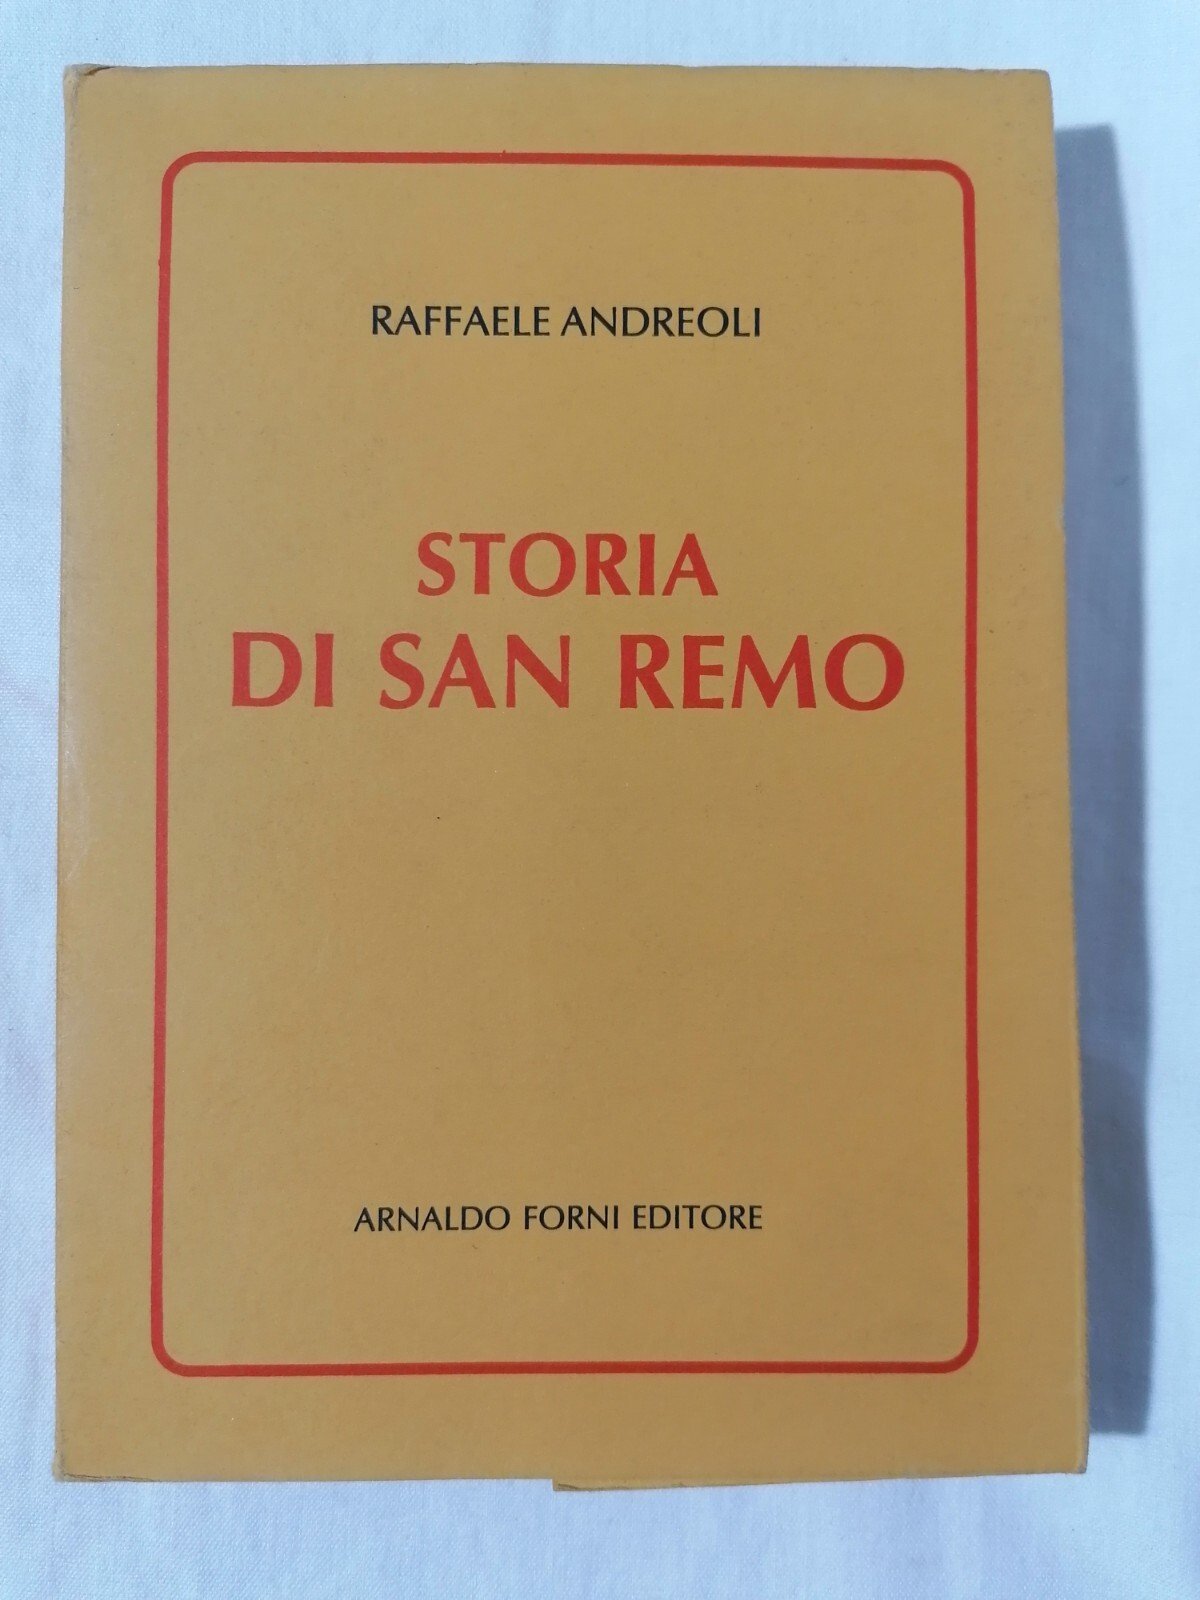 RAFFAELE ANDREOLI
STORIA
DI SAN REMO
ARNALDO FORNI EDITORE